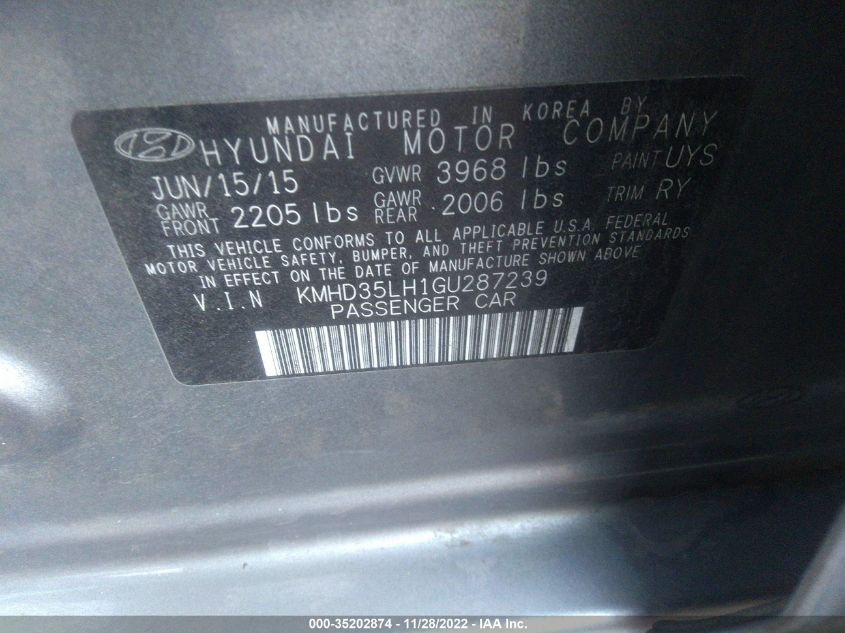 MANUFACTURED IN KOREA BY
HYUNDAI MOTOR COMPANY
JUN/15/15 GVWR 3968 lbs PAINT UYS
GAWR FRONT 2205 lbs GAWR REAR 2006 lbs TRIM RY
THIS VEHICLE CONFORMS TO ALL APPLICABLE U.S.A. FEDERAL
MOTOR VEHICLE SAFETY, BUMPER, AND THEFT PREVENTION STANDARDS
IN EFFECT ON THE DATE OF MANUFACTURE SHOWN ABOVE
V.I.N KMHD35LH1GU287239
PASSENGER CAR
000-35202874 - 11/28/2022 - IAA Inc.